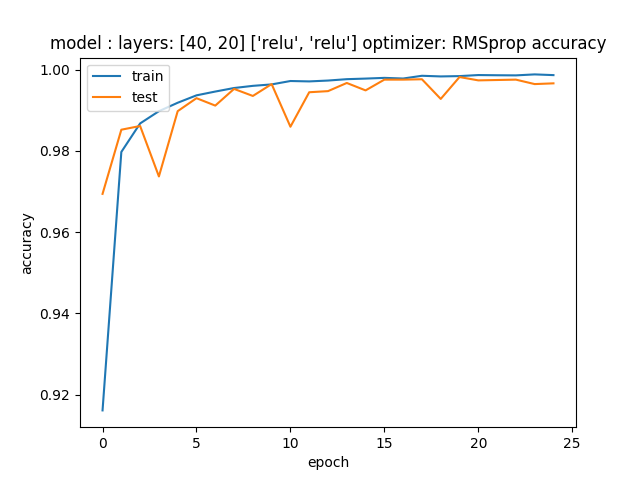 model : layers: [40, 20] ['relu', 'relu'] optimizer: RMSprop accuracy
train
test
accuracy
1.00
0.98
0.96
0.94
0.92
0 5 10 15 20 25
epoch